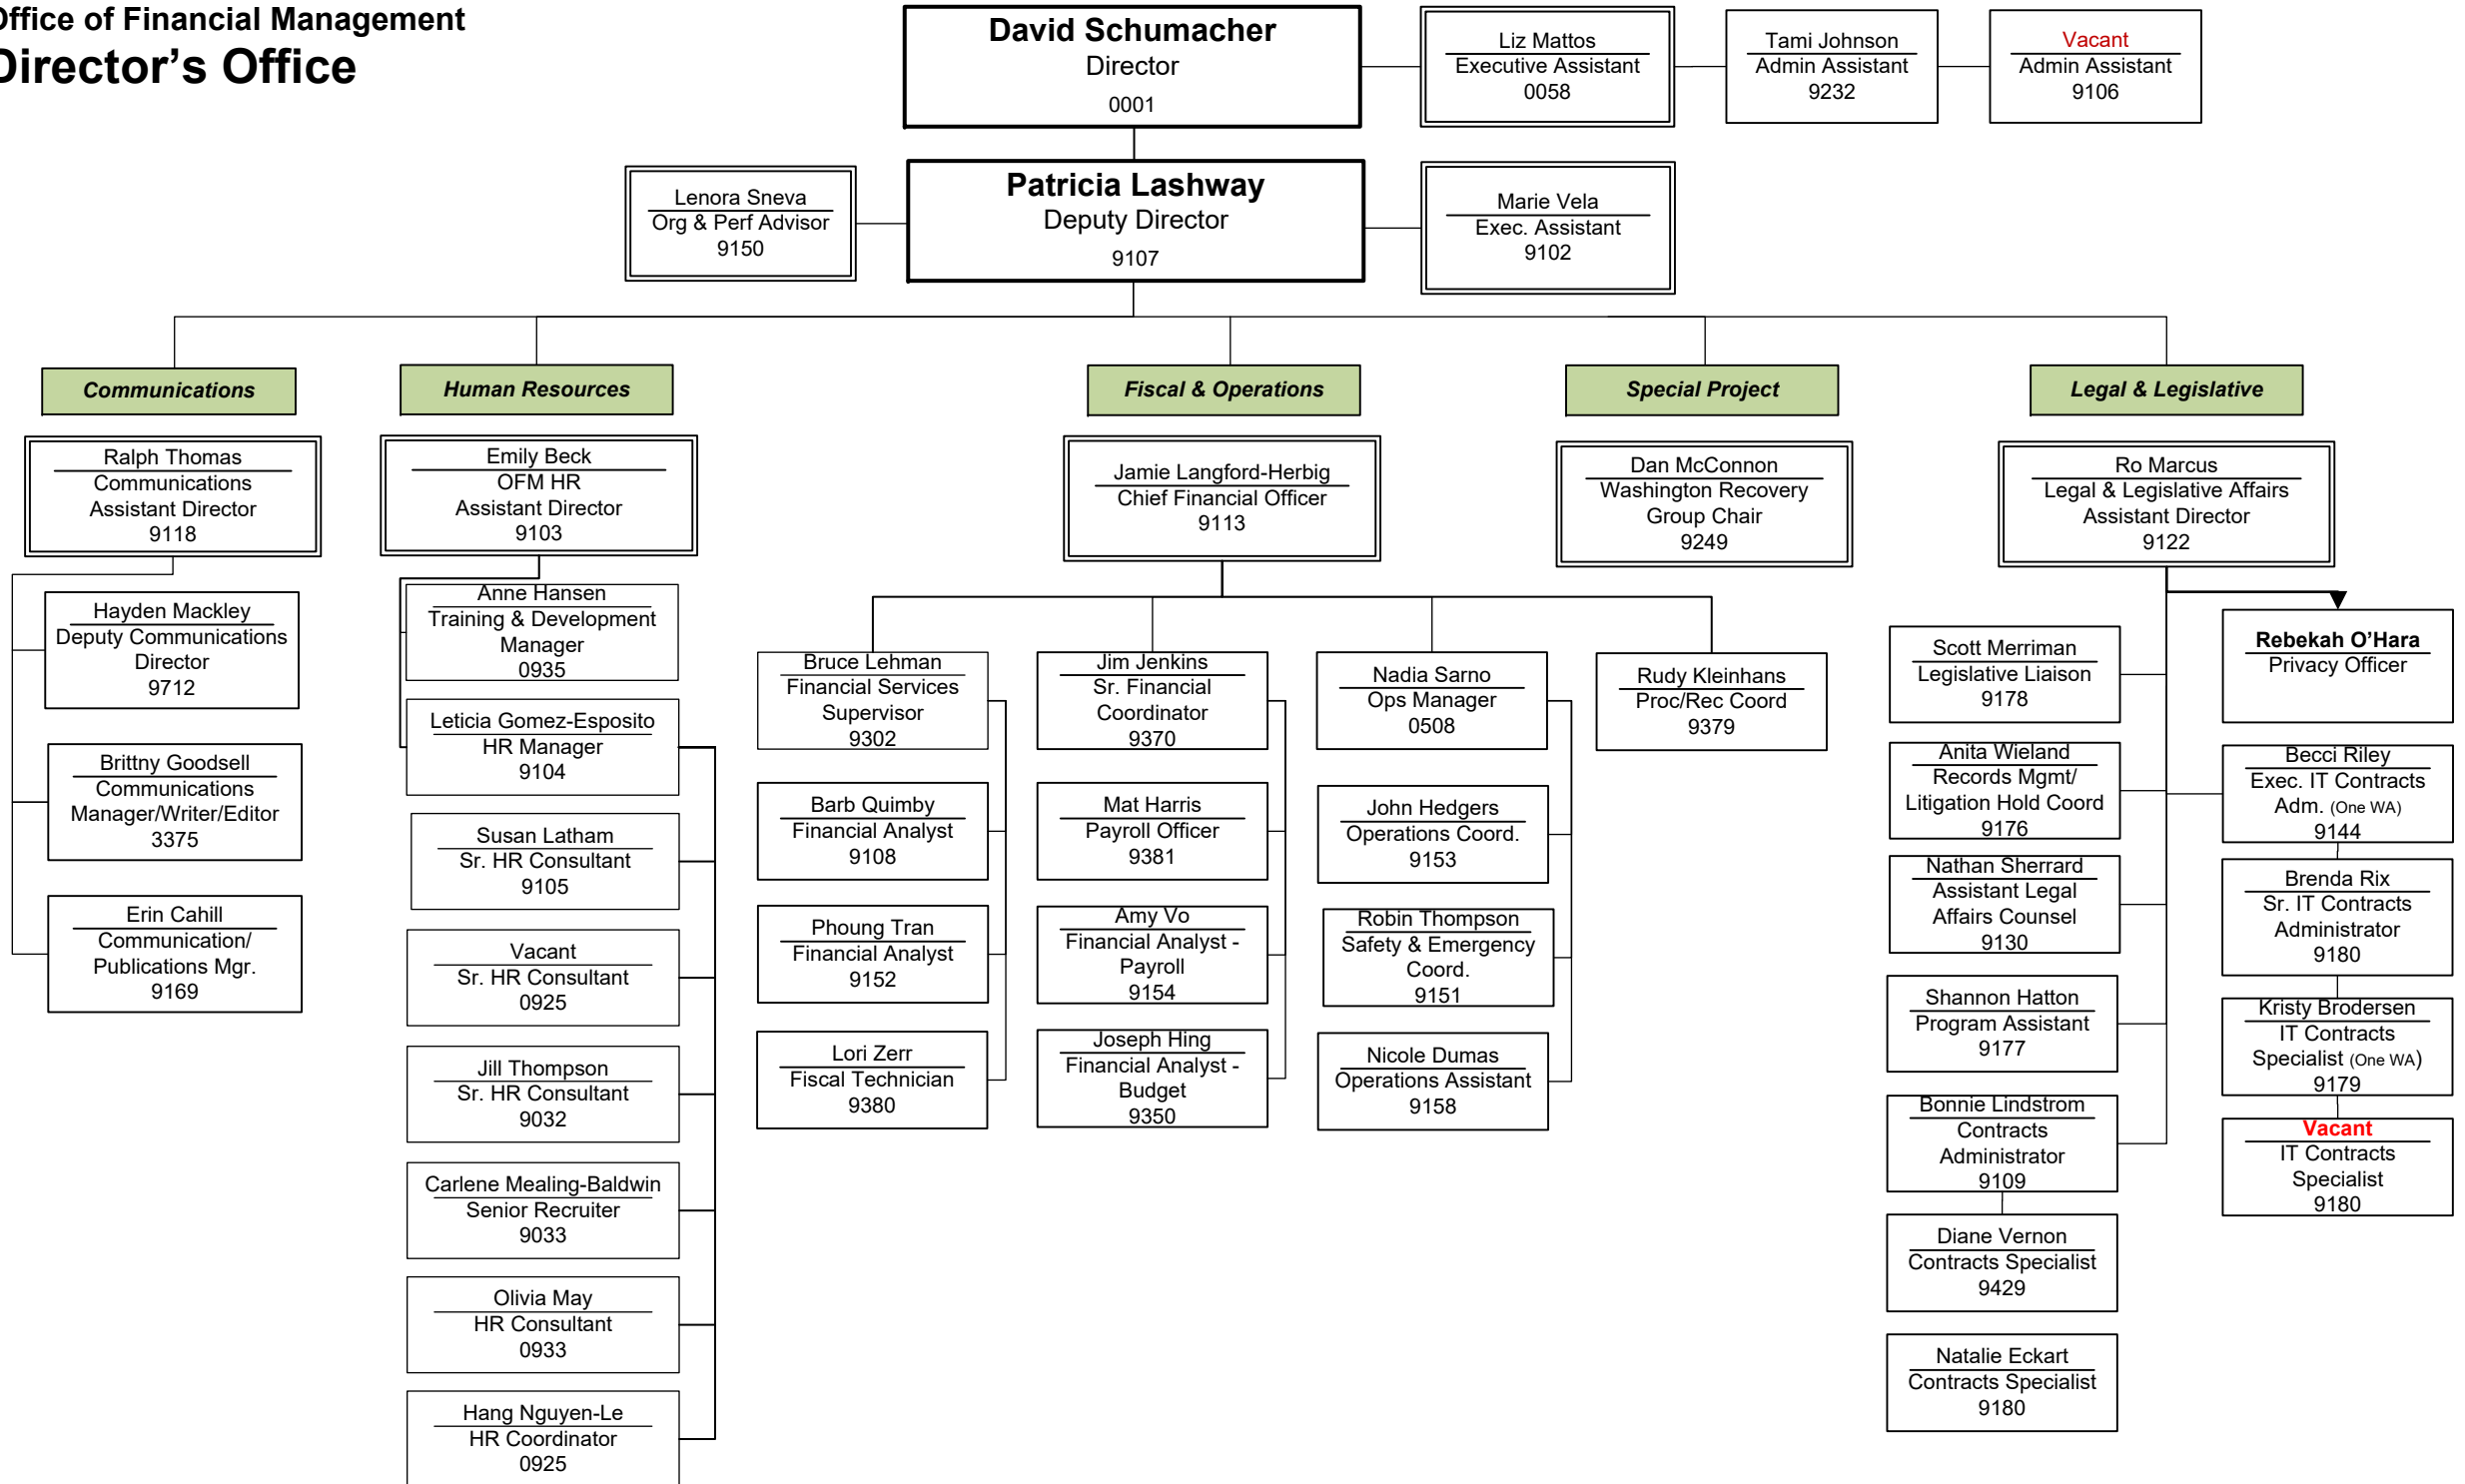 Office of Financial Management
Director’s Office
David Schumacher
Director
0001
Liz Mattos
Executive Assistant
0058
Tami Johnson
Admin Assistant
9232
Vacant
Admin Assistant
9106
Lenora Sneva
Org & Perf Advisor
9150
Patricia Lashway
Deputy Director
9107
Marie Vela
Exec. Assistant
9102
Communications
Ralph Thomas
Communications
Assistant Director
9118
Hayden Mackley
Deputy Communications
Director
9712
Brittny Goodsell
Communications
Manager/Writer/Editor
3375
Erin Cahill
Communication/
Publications Mgr.
9169
Human Resources
Emily Beck
OFM HR
Assistant Director
9103
Anne Hansen
Training & Development
Manager
0935
Leticia Gomez-Esposito
HR Manager
9104
Susan Latham
Sr. HR Consultant
9105
Vacant
Sr. HR Consultant
0925
Jill Thompson
Sr. HR Consultant
9032
Carlene Mealing-Baldwin
Senior Recruiter
9033
Olivia May
HR Consultant
0933
Hang Nguyen-Le
HR Coordinator
0925
Fiscal & Operations
Jamie Langford-Herbig
Chief Financial Officer
9113
Bruce Lehman
Financial Services
Supervisor
9302
Barb Quimby
Financial Analyst
9108
Phoung Tran
Financial Analyst
9152
Lori Zerr
Fiscal Technician
9380
Jim Jenkins
Sr. Financial
Coordinator
9370
Mat Harris
Payroll Officer
9381
Amy Vo
Financial Analyst -
Payroll
9154
Joseph Hing
Financial Analyst -
Budget
9350
Nadia Sarno
Ops Manager
0508
John Hedgers
Operations Coord.
9153
Robin Thompson
Safety & Emergency
Coord.
9151
Nicole Dumas
Operations Assistant
9158
Rudy Kleinhans
Proc/Rec Coord
9379
Special Project
Dan McConnon
Washington Recovery
Group Chair
9249
Legal & Legislative
Ro Marcus
Legal & Legislative Affairs
Assistant Director
9122
Scott Merriman
Legislative Liaison
9178
Anita Wieland
Records Mgmt/
Litigation Hold Coord
9176
Nathan Sherrard
Assistant Legal
Affairs Counsel
9130
Shannon Hatton
Program Assistant
9177
Bonnie Lindstrom
Contracts
Administrator
9109
Diane Vernon
Contracts Specialist
9429
Natalie Eckart
Contracts Specialist
9180
Rebekah O’Hara
Privacy Officer
Becci Riley
Exec. IT Contracts
Adm. (One WA)
9144
Brenda Rix
Sr. IT Contracts
Administrator
9180
Kristy Brodersen
IT Contracts
Specialist (One WA)
9179
Vacant
IT Contracts
Specialist
9180